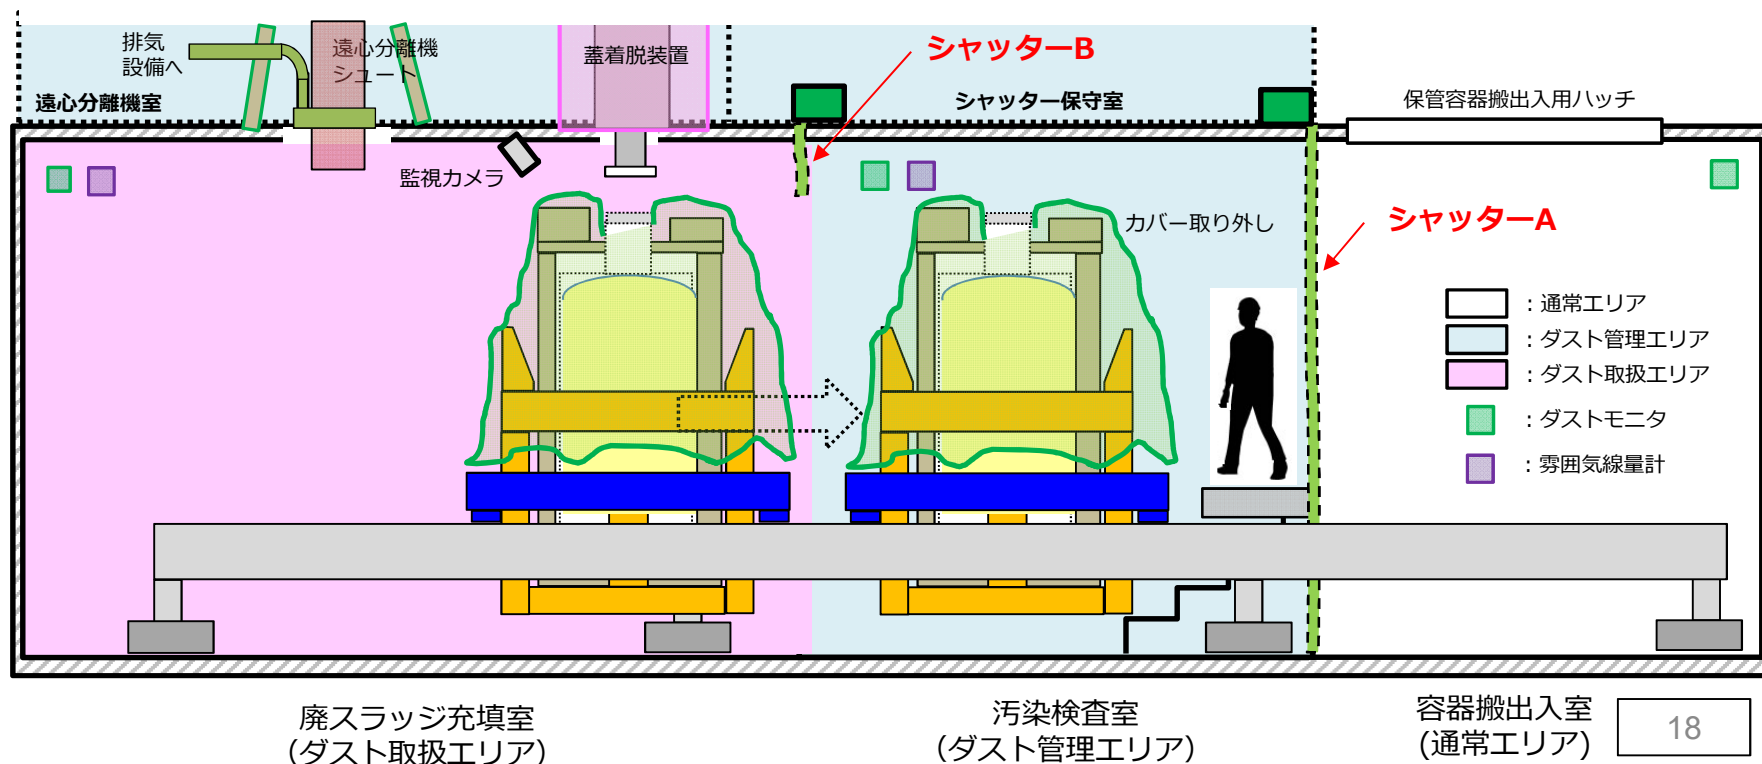 排気
設備へ
遠心分離機
シュート
蓋着脱装置
シャッターB
遠心分離機室
シャッター保守室
保管容器搬出入用ハッチ
監視カメラ
カバー取り外し
シャッターA
：通常エリア
：ダスト管理エリア
：ダスト取扱エリア
：ダストモニタ
：雰囲気線量計
廃スラッジ充填室
（ダスト取扱エリア）
汚染検査室
（ダスト管理エリア）
容器搬出入室
(通常エリア)
18